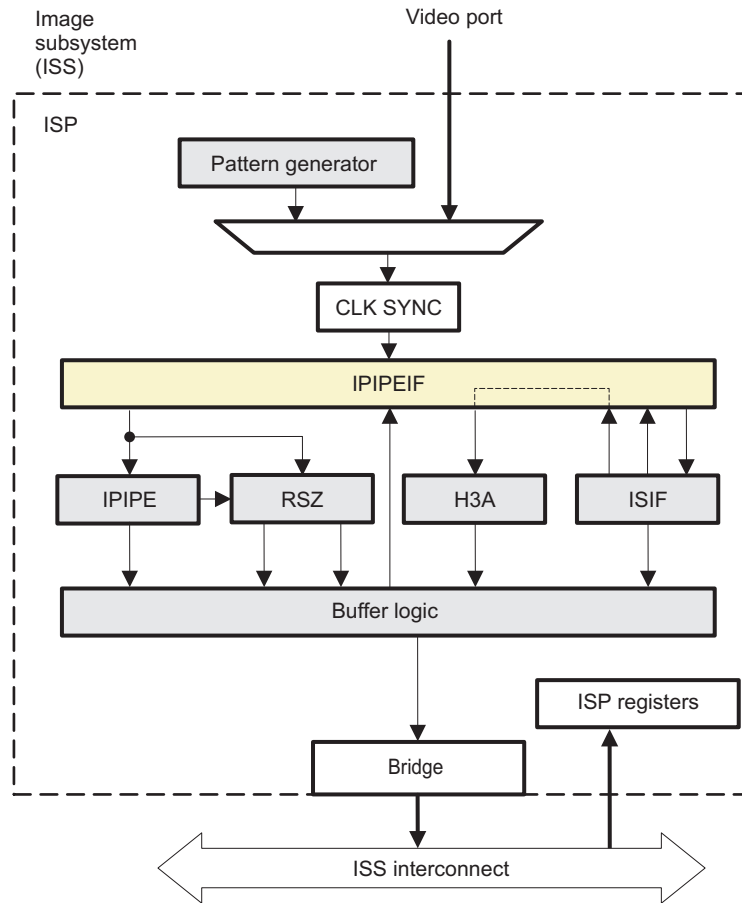 Image
subsystem
(ISS)
Video port
ISP
Pattern generator
CLK SYNC
IPIPEIF
IPIPE
RSZ
H3A
ISIF
Buffer logic
ISP registers
Bridge
ISS interconnect